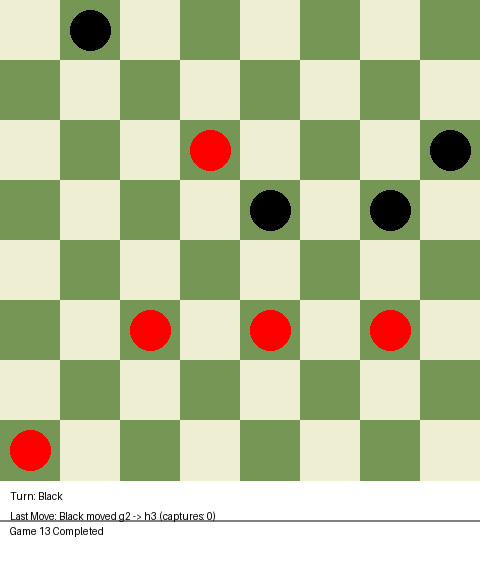 Turn: Black
Last Move: Black moved g2 -> h3 (captures: 0)
Game 13 Completed